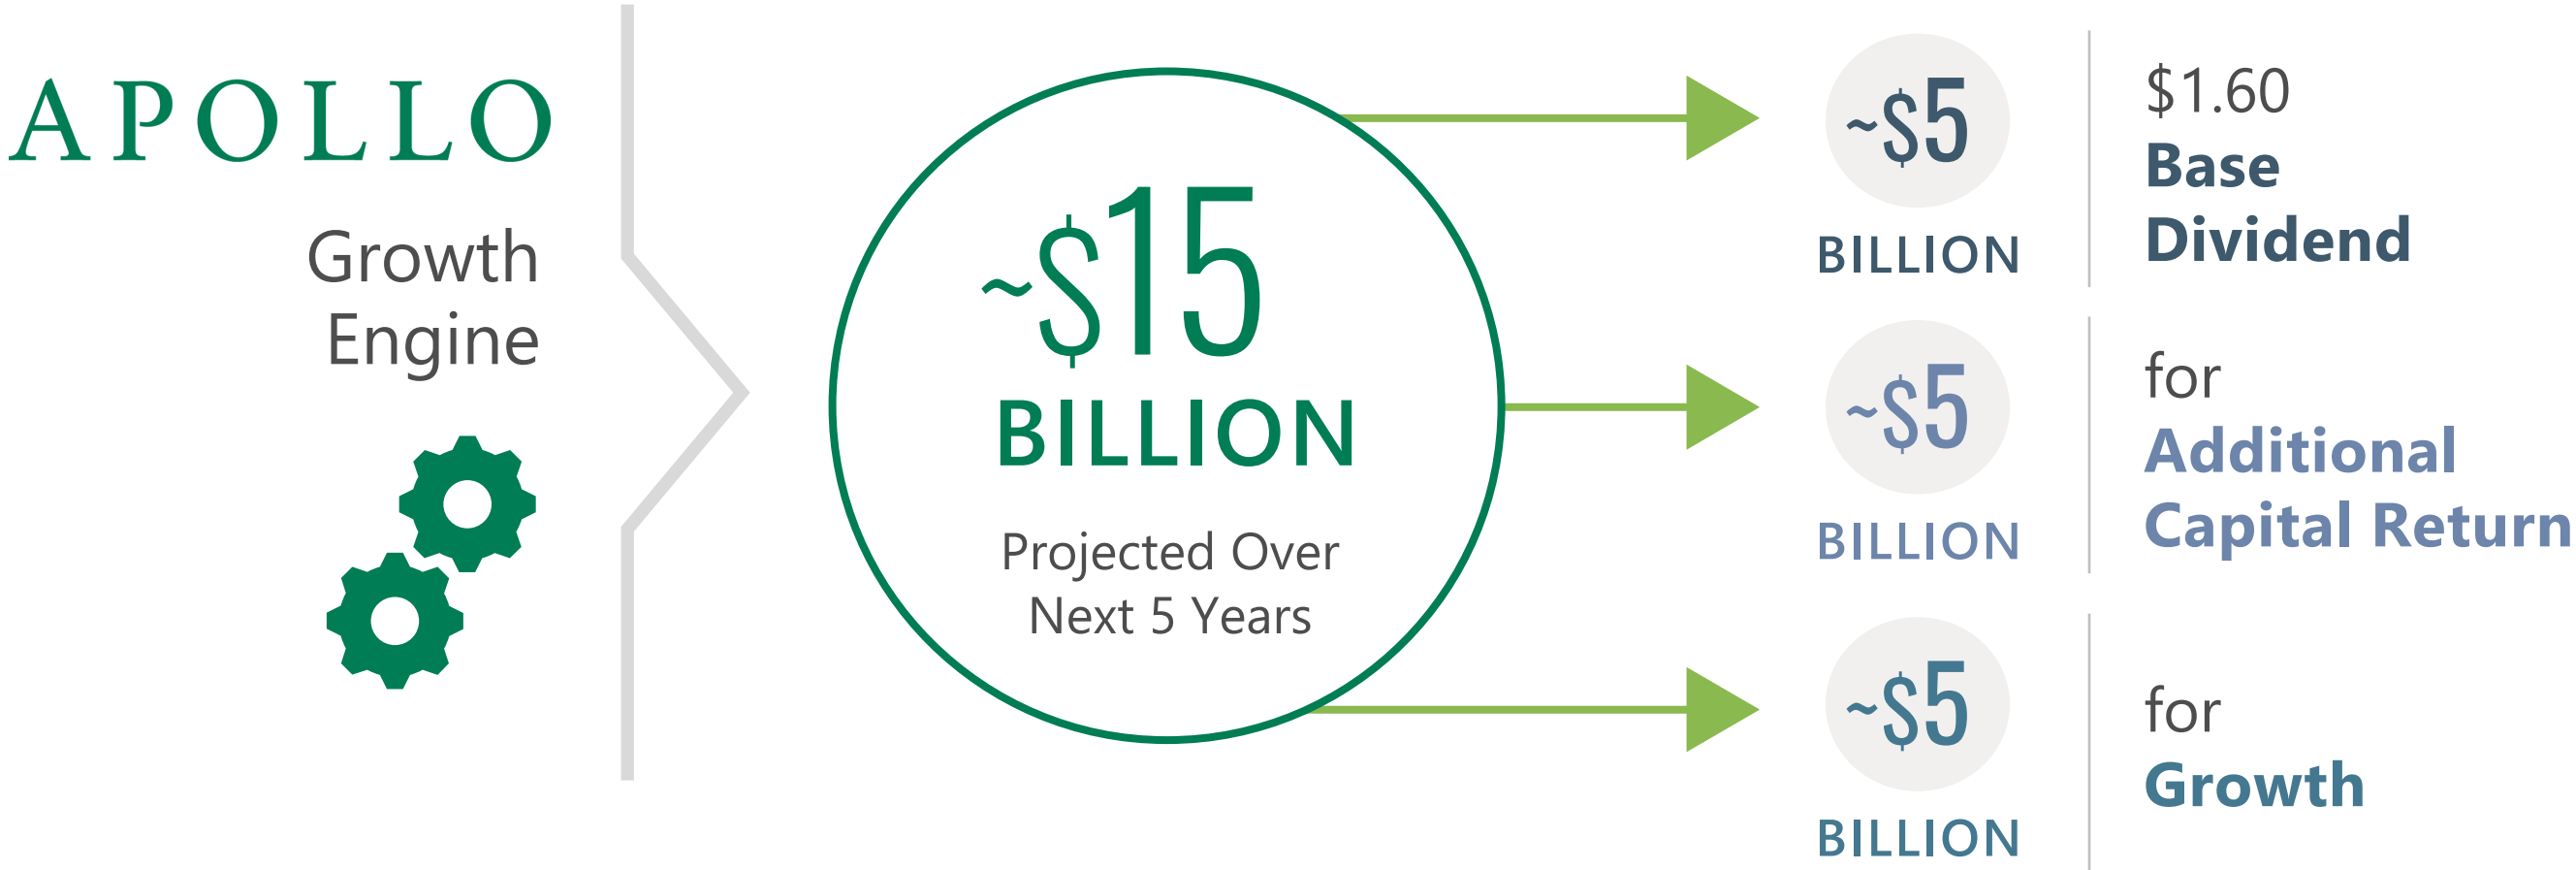 APOLLO
Growth
Engine
~$15
BILLION
Projected Over
Next 5 Years
~$5
BILLION
$1.60
Base
Dividend
~$5
BILLION
for
Additional
Capital Return
~$5
BILLION
for
Growth